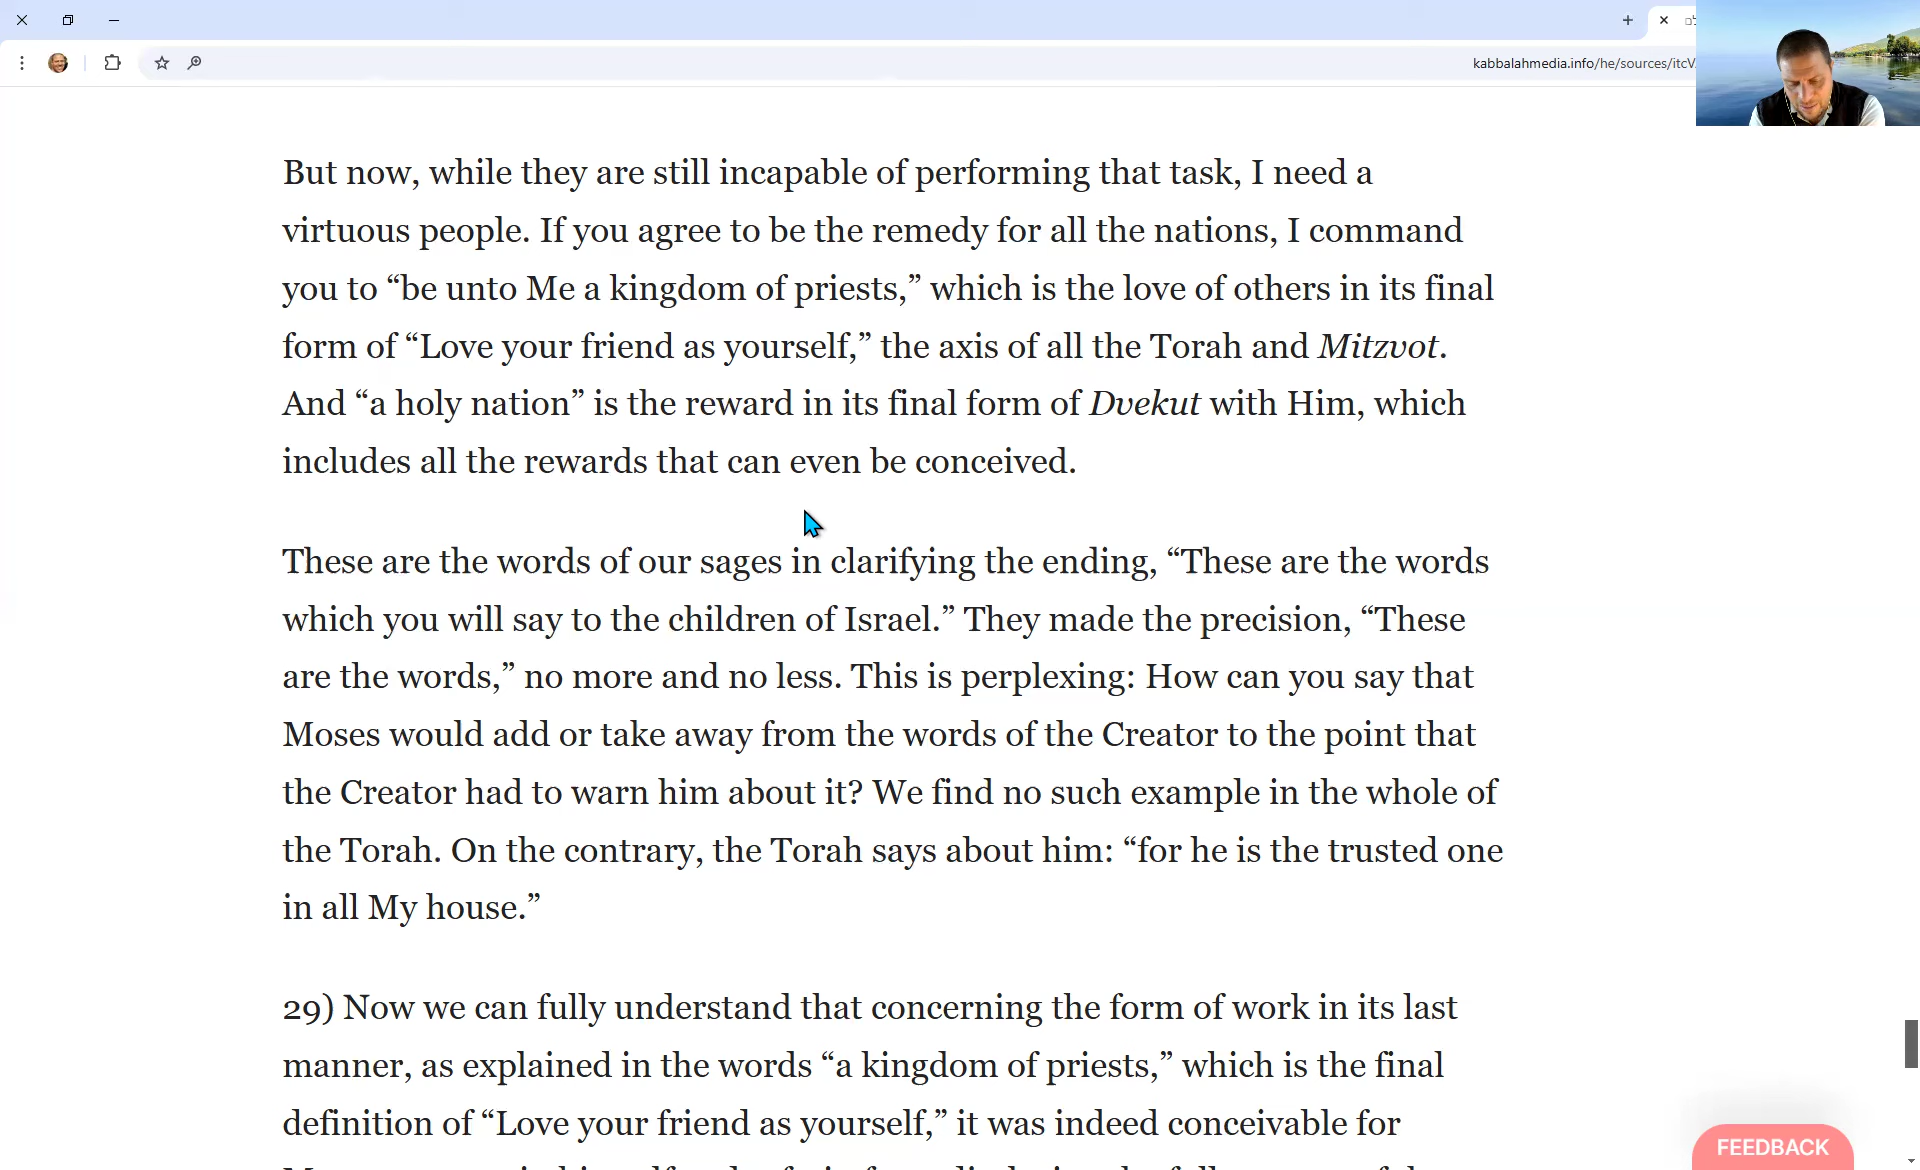 kabbalahmedia.info/he/sources/itcV
But now, while they are still incapable of performing that task, I need a
virtuous people. If you agree to be the remedy for all the nations, I command
you to “be unto Me a kingdom of priests,” which is the love of others in its final
form of “Love your friend as yourself,” the axis of all the Torah and Mitzvot.
And “a holy nation” is the reward in its final form of Dvekut with Him, which
includes all the rewards that can even be conceived.
These are the words of our sages in clarifying the ending, “These are the words
which you will say to the children of Israel.” They made the precision, “These
are the words,” no more and no less. This is perplexing: How can you say that
Moses would add or take away from the words of the Creator to the point that
the Creator had to warn him about it? We find no such example in the whole of
the Torah. On the contrary, the Torah says about him: “for he is the trusted one
in all My house.”
29) Now we can fully understand that concerning the form of work in its last
manner, as explained in the words “a kingdom of priests,” which is the final
definition of “Love your friend as yourself,” it was indeed conceivable for
FEEDBACK